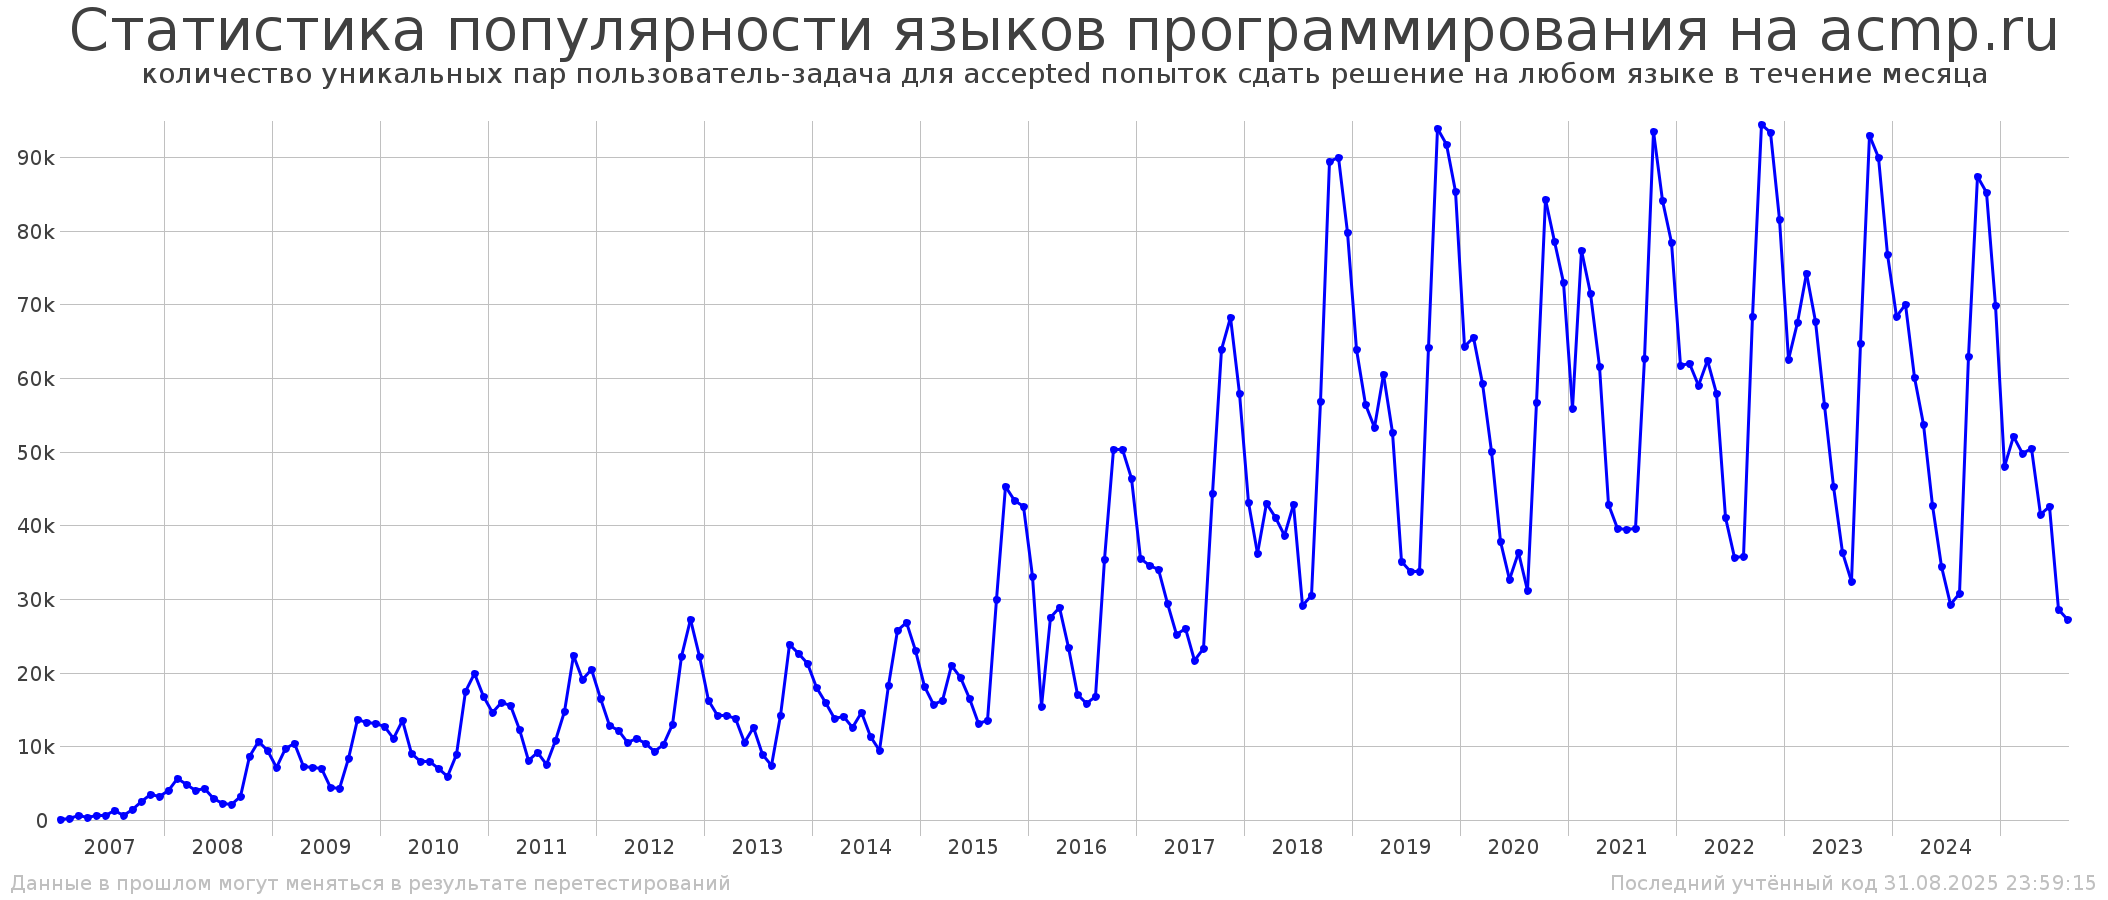 Статистика популярности языков программирования на acmp.ru
количество уникальных пар пользователь-задача для accepted попыток сдать решение на любом языке в течение месяца
90k
80k
70k
60k
50k
40k
30k
20k
10k
0
2007 2008 2009 2010 2011 2012 2013 2014 2015 2016 2017 2018 2019 2020 2021 2022 2023 2024
Данные в прошлом могут меняться в результате перетестирований
Последний учтённый код 31.08.2025 23:59:15